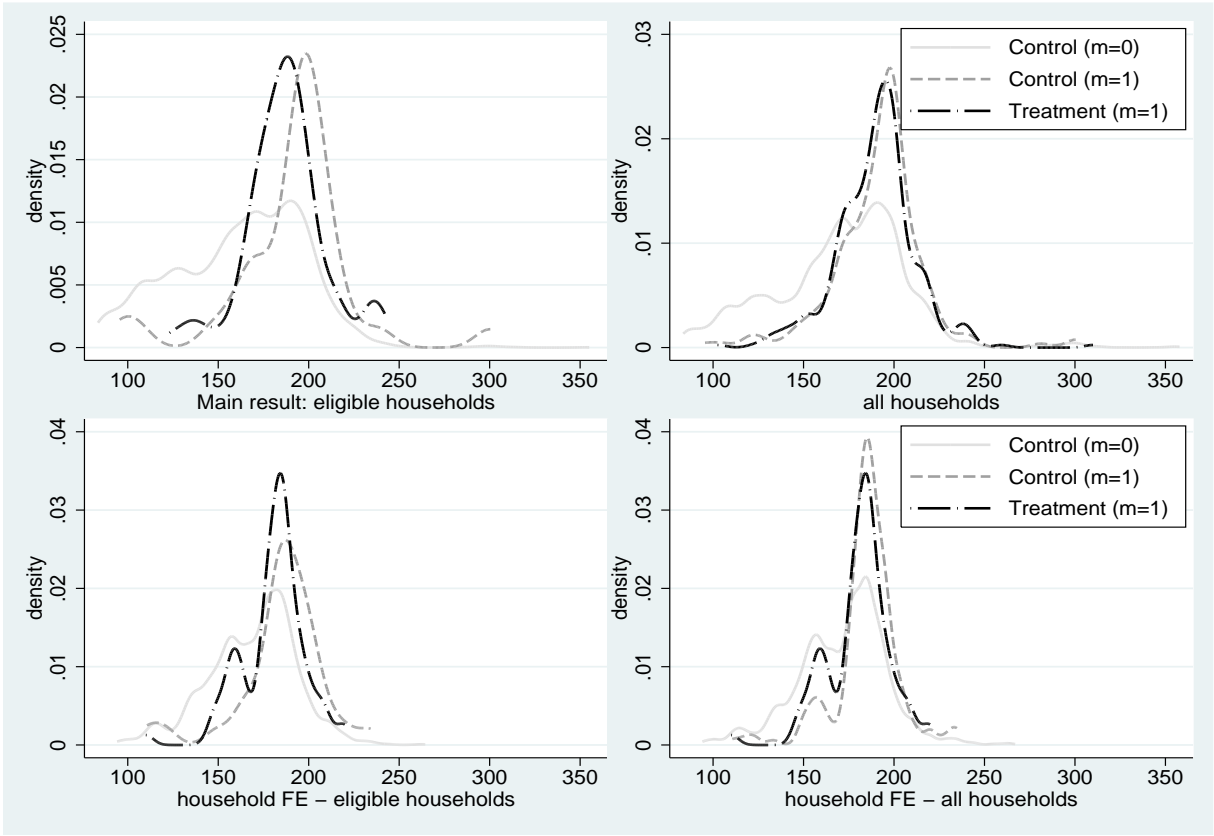 .025
.02
.015
.01
.005
0
density
100 150 200 250 300 350
Main result: eligible households
.03
.02
.01
0
density
100 150 200 250 300 350
all households
Control (m=0)
Control (m=1)
Treatment (m=1)
.04
.03
.02
.01
0
density
100 150 200 250 300 350
household FE − eligible households
.04
.03
.02
.01
0
density
100 150 200 250 300 350
household FE − all households
Control (m=0)
Control (m=1)
Treatment (m=1)